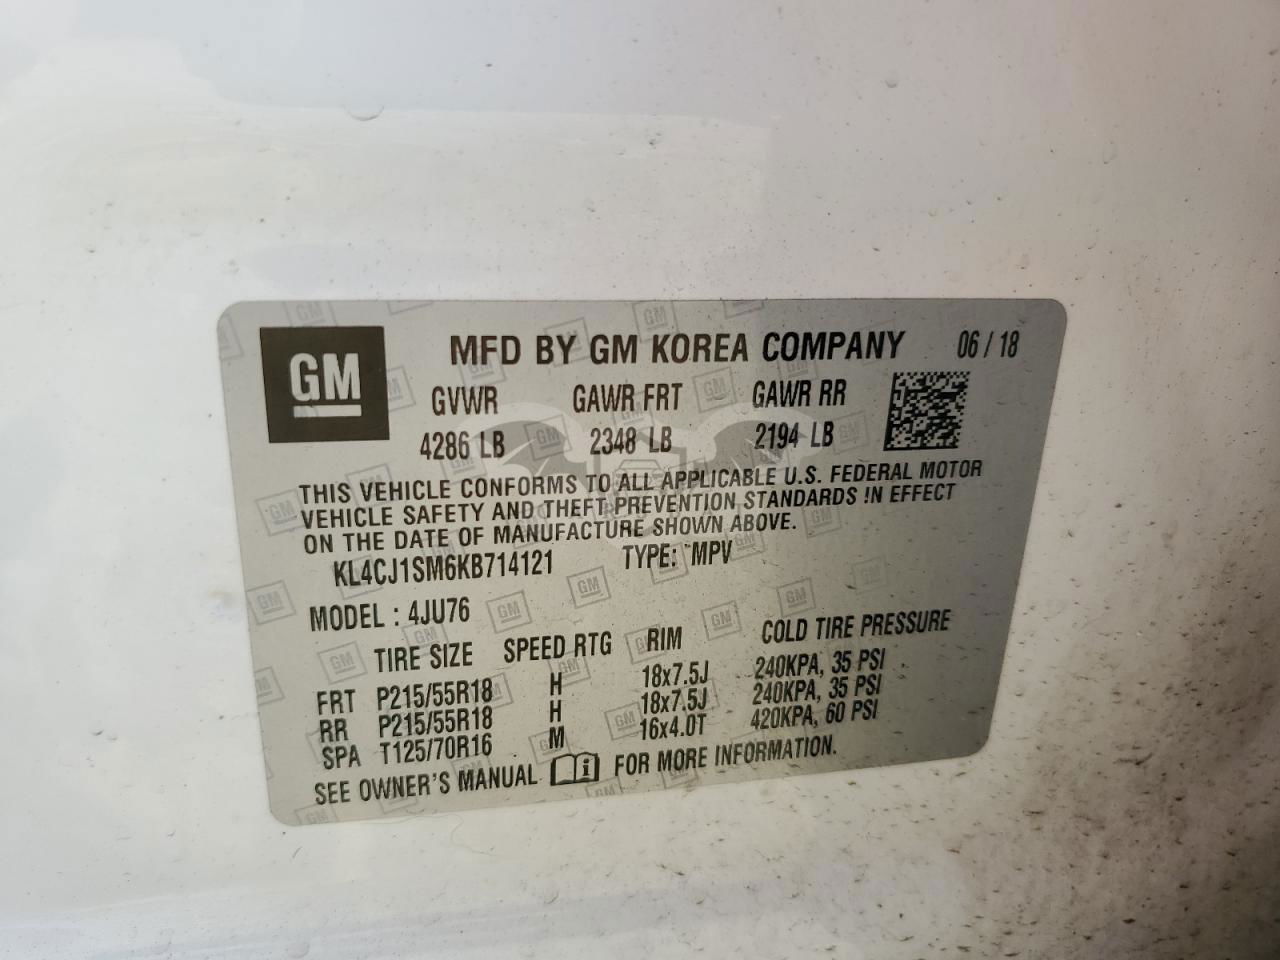 GM
MFD BY GM KOREA COMPANY 06/18
GVWR GAWR FRT GAWR RR
4286 LB 2348 LB 2194 LB
THIS VEHICLE CONFORMS TO ALL APPLICABLE U.S. FEDERAL MOTOR
VEHICLE SAFETY AND THEFT PREVENTION STANDARDS IN EFFECT
ON THE DATE OF MANUFACTURE SHOWN ABOVE.
KL4CJ1SM6KB714121 TYPE: MPV
MODEL : 4JU76
TIRE SIZE SPEED RTG RIM COLD TIRE PRESSURE
FRT P215/55R18 H 18x7.5J 240KPA, 35 PSI
RR P215/55R18 H 18x7.5J 240KPA, 35 PSI
SPA T125/70R16 M 16x4.0T 420KPA, 60 PSI
SEE OWNER'S MANUAL i FOR MORE INFORMATION.